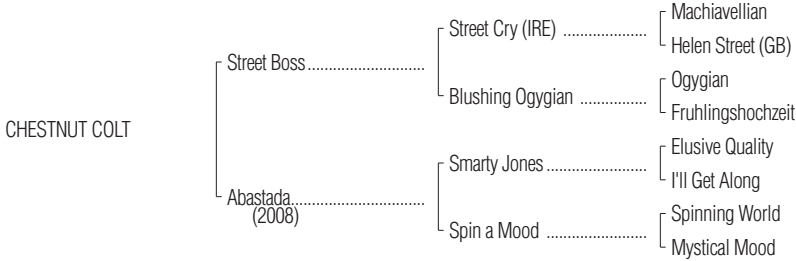 Machiavellian
Street Cry (IRE) ....................
Helen Street (GB)
Street Boss............................
Ogygian
Blushing Ogygian ................
Fruhlingshochzeit
CHESTNUT COLT
Elusive Quality
Smarty Jones ........................
I'll Get Along
Abastada................................
(2008)
Spinning World
Spin a Mood ........................
Mystical Mood